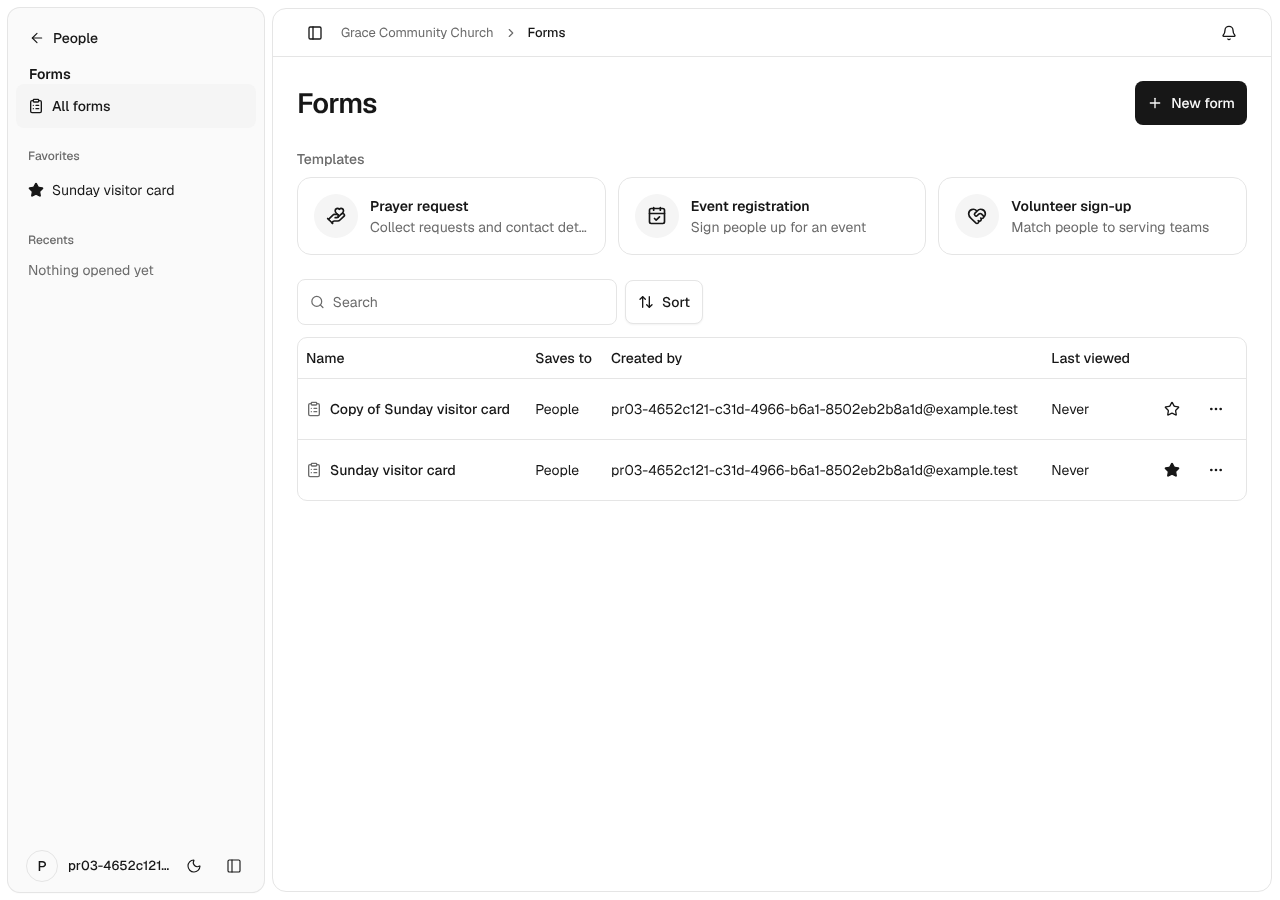 People
Forms
All forms
Favorites
Sunday visitor card
Recents
Nothing opened yet
P pr03-4652c121…
Grace Community Church > Forms
Forms
New form
Templates
Prayer request
Collect requests and contact det…
Event registration
Sign people up for an event
Volunteer sign-up
Match people to serving teams
Search
Sort
Name Saves to Created by Last viewed
Copy of Sunday visitor card People pr03-4652c121-c31d-4966-b6a1-8502eb2b8a1d@example.test Never
Sunday visitor card People pr03-4652c121-c31d-4966-b6a1-8502eb2b8a1d@example.test Never